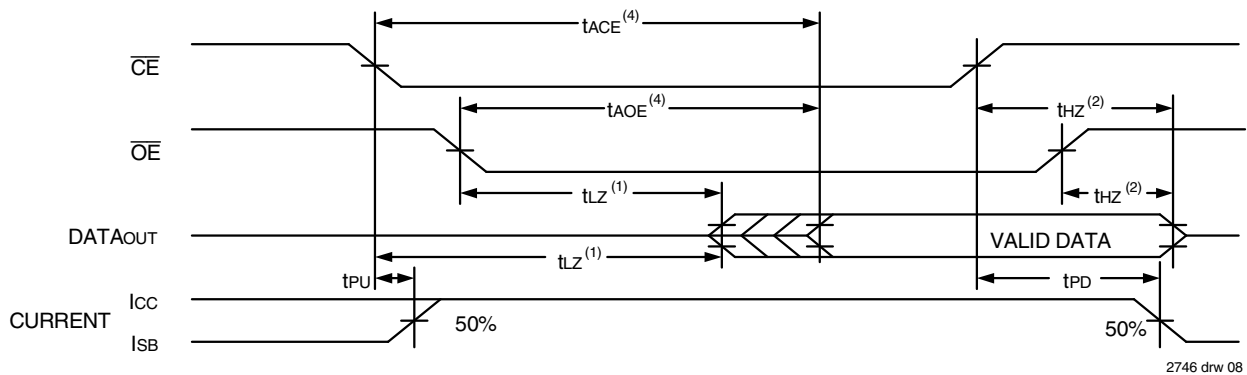 tACE(4)
CE
tAOE(4)
tHZ(2)
OE
tLZ(1)
tHZ(2)
DATAOUT
VALID DATA
tLZ(1)
tPU
tPD
ICC
CURRENT
50%
50%
ISB
2746 drw 08